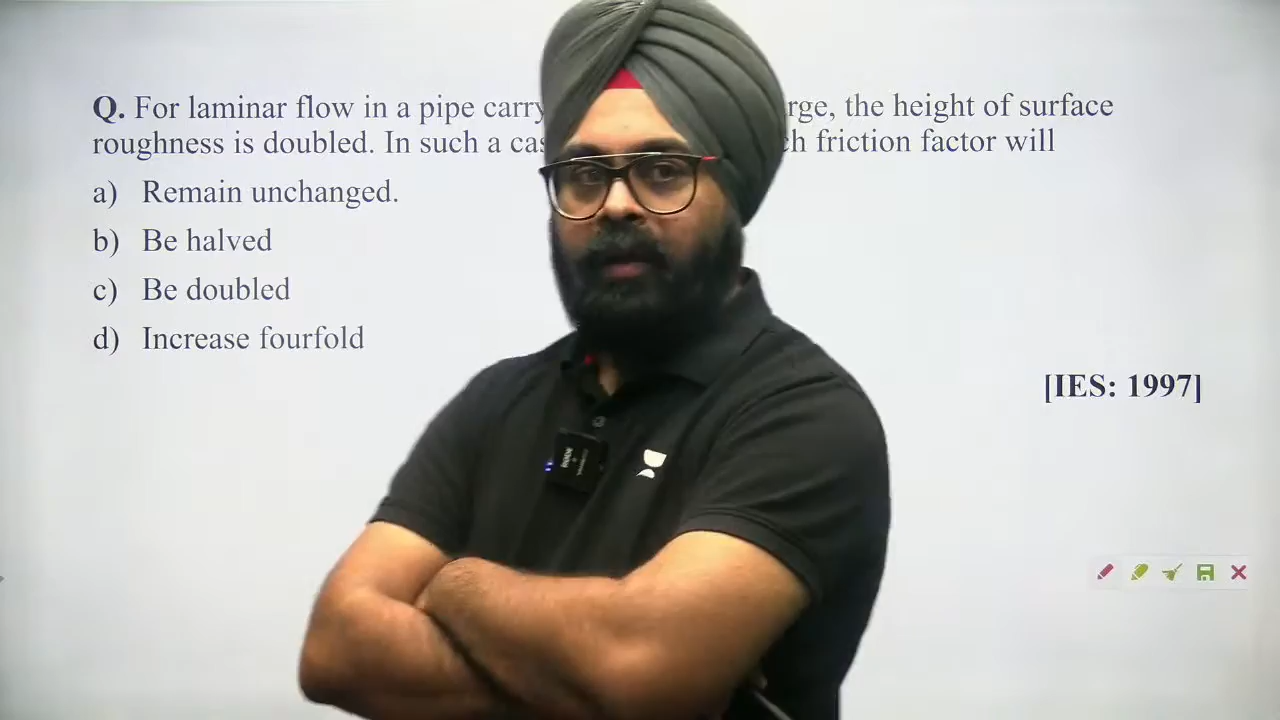 Q. For laminar flow in a pipe carry rge, the height of surface
roughness is doubled. In such a cas ch friction factor will
a) Remain unchanged.
b) Be halved
c) Be doubled
d) Increase fourfold
[IES: 1997]